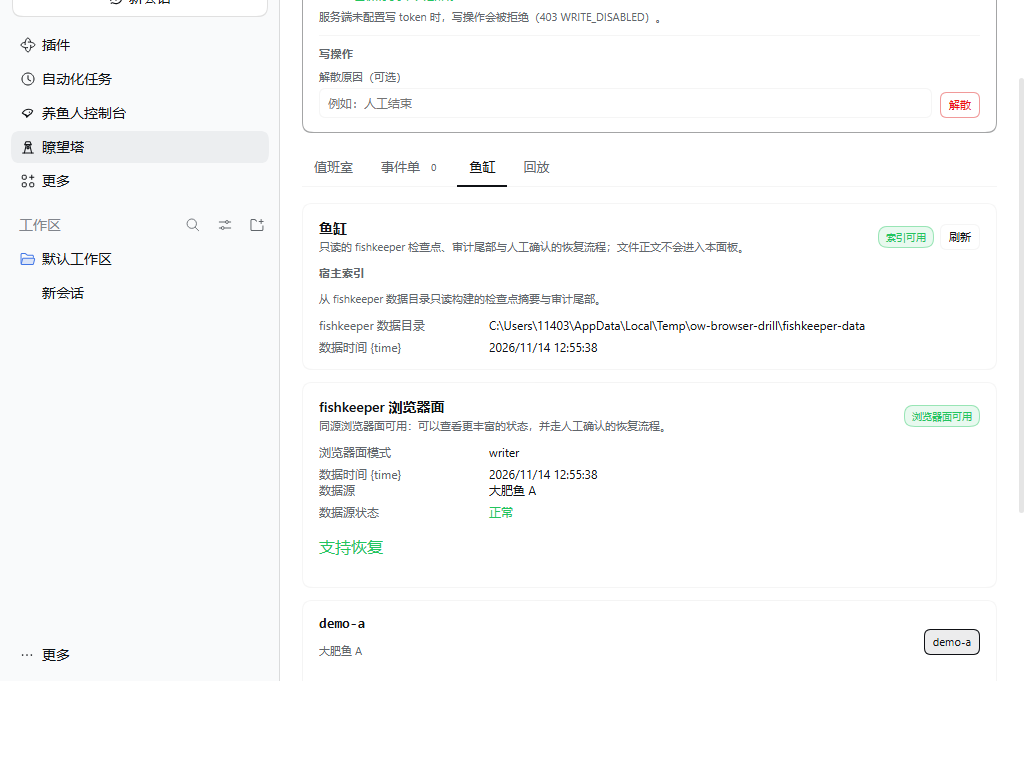 新会话
插件
自动化任务
养鱼人控制台
瞭望塔
更多
工作区
默认工作区
新会话
更多
服务端未配置写 token 时，写操作会被拒绝（403 WRITE_DISABLED）。
写操作
解散原因（可选）
例如：人工结束
解散
值班室
事件单 0
鱼缸
回放
鱼缸
只读的 fishkeeper 检查点、审计尾部与人工确认的恢复流程；文件正文不会进入本面板。
索引可用
刷新
宿主索引
从 fishkeeper 数据目录只读构建的检查点摘要与审计尾部。
fishkeeper 数据目录 C:\Users\11403\AppData\Local\Temp\ow-browser-drill\fishkeeper-data
数据时间 {time} 2026/11/14 12:55:38
fishkeeper 浏览器面
同源浏览器面可用：可以查看更丰富的状态，并走人工确认的恢复流程。
浏览器面可用
浏览器面模式 writer
数据时间 {time} 2026/11/14 12:55:38
数据源 大肥鱼 A
数据源状态 正常
支持恢复
demo-a
大肥鱼 A
demo-a